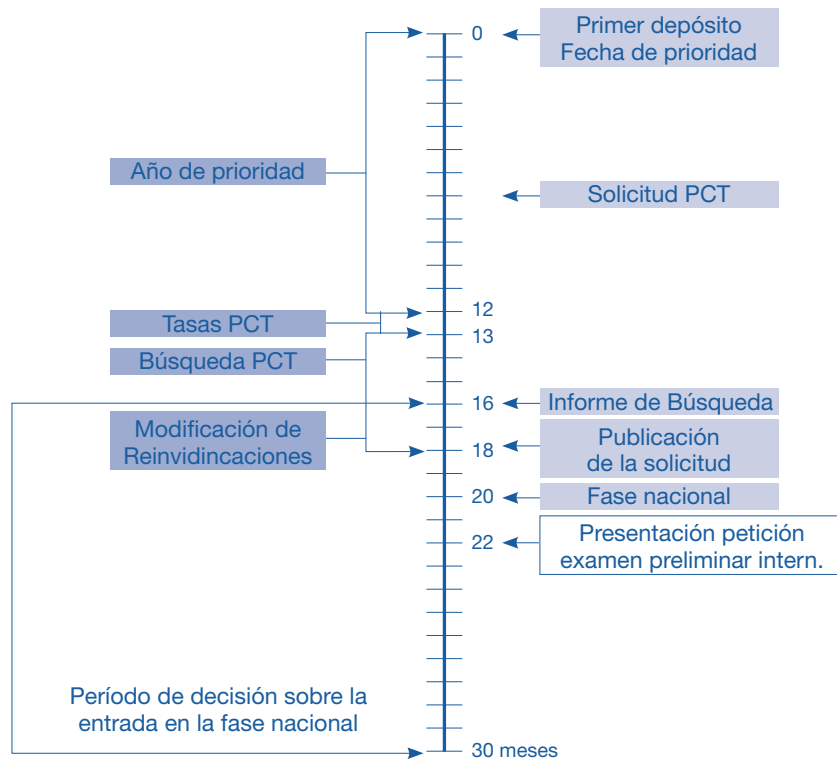 0
Primer depósito
Fecha de prioridad
Año de prioridad
Solicitud PCT
12
Tasas PCT
13
Búsqueda PCT
16
Informe de Búsqueda
Modificación de
Reinvidincaciones
18
Publicación
de la solicitud
20
Fase nacional
22
Presentación petición
examen preliminar intern.
Período de decisión sobre la
entrada en la fase nacional
30 meses